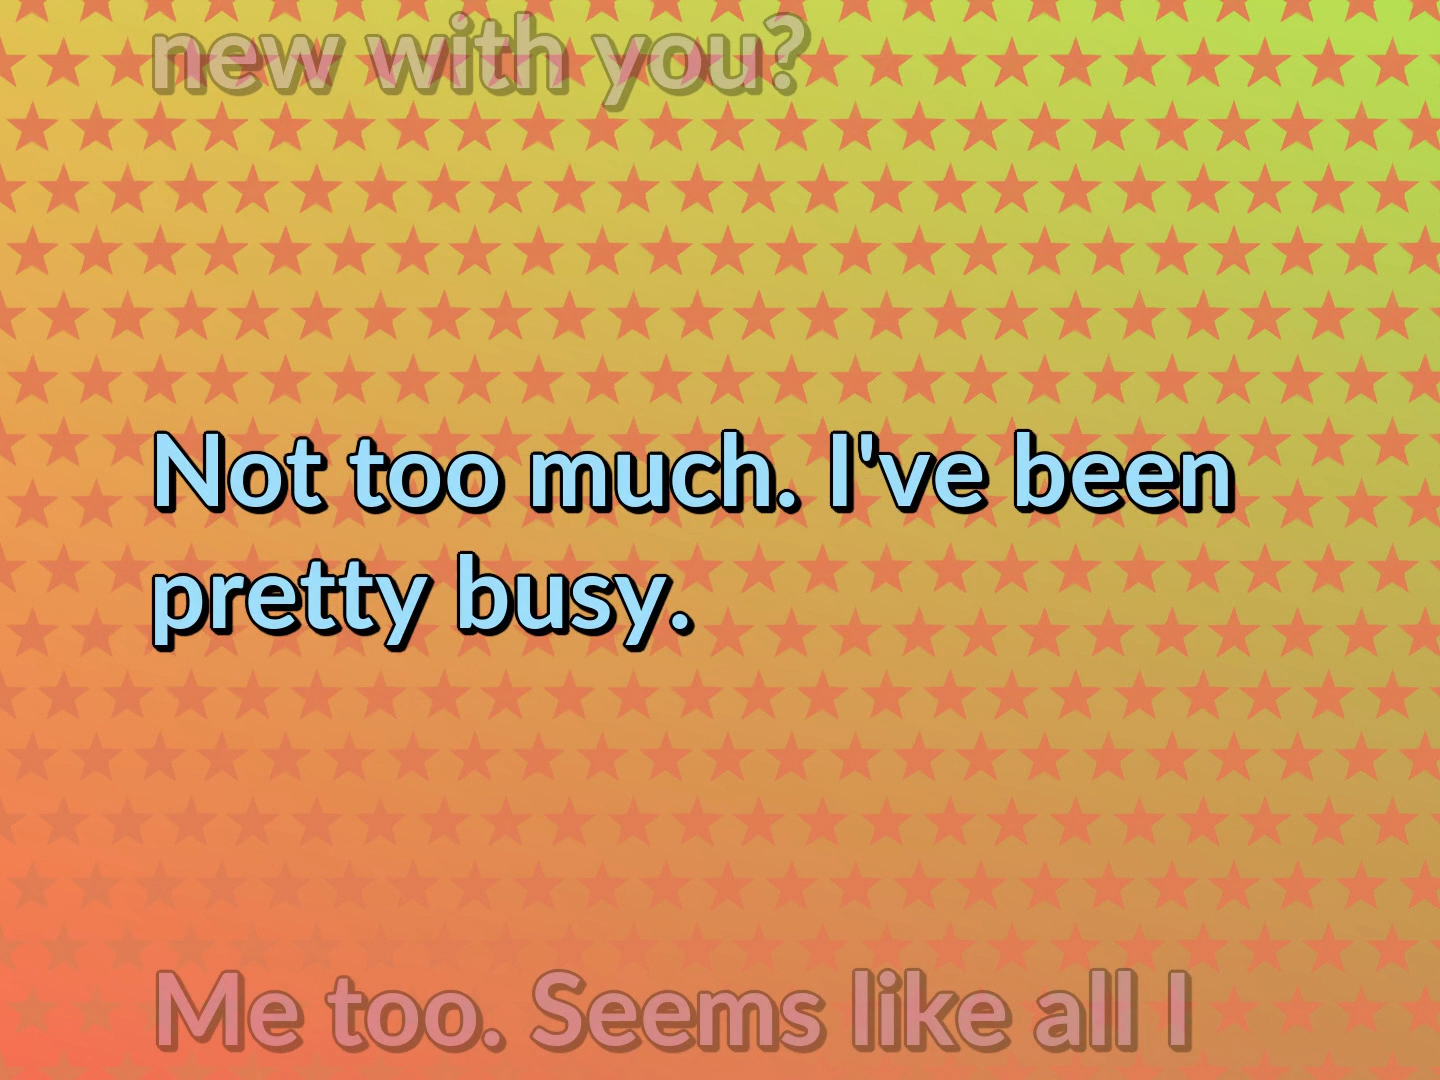 new with you?
Not too much. I've been
pretty busy.
Me too. Seems like all I